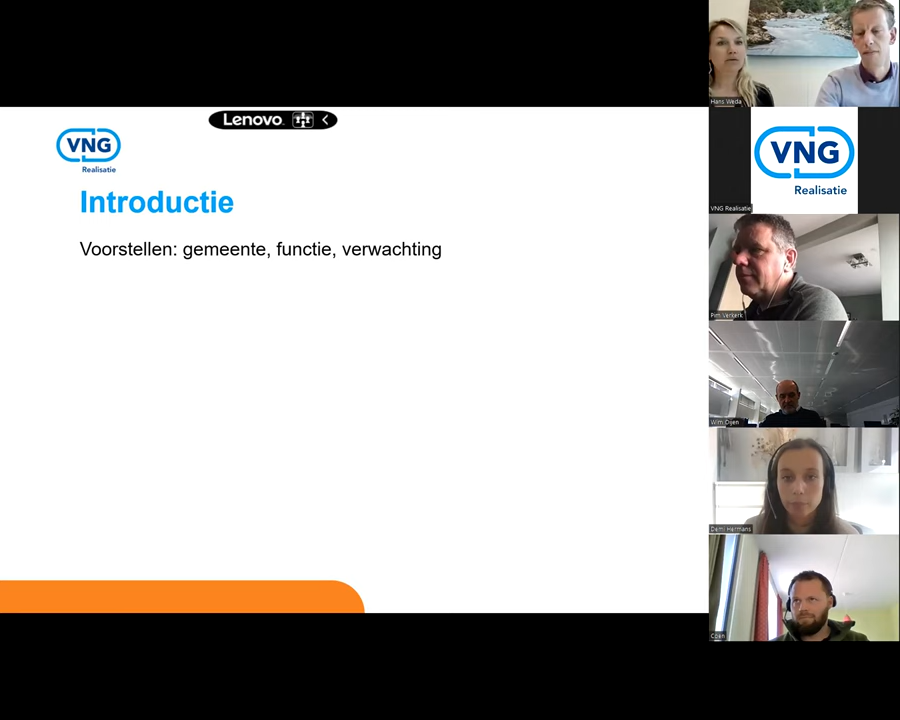 Lenovo
VNG
Realisatie
Introductie
Voorstellen: gemeente, functie, verwachting
Hans Weda
VNG
Realisatie
VNG Realisatie
Pim Verkerk
Wim Dijen
Demi Hermans
Coen